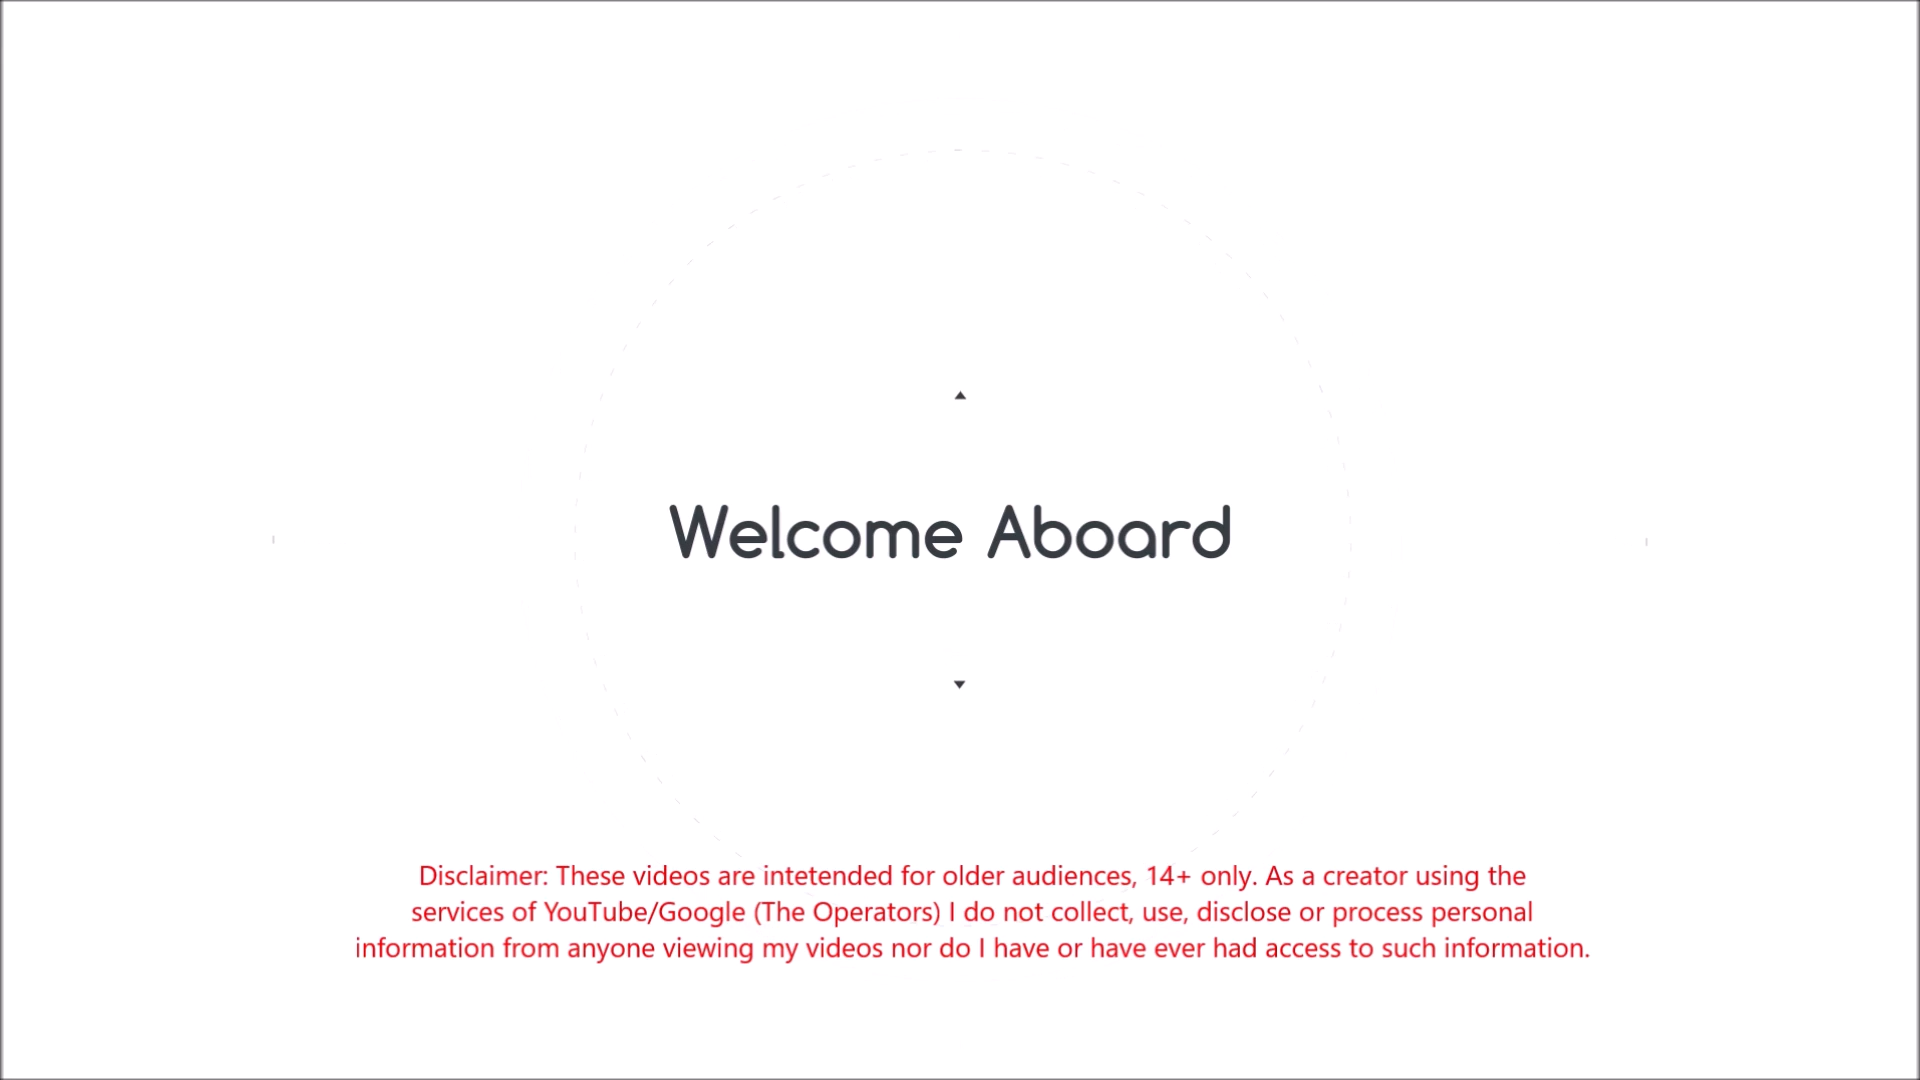 Welcome Aboard
Disclaimer: These videos are intetended for older audiences, 14+ only. As a creator using the
services of YouTube/Google (The Operators) I do not collect, use, disclose or process personal
information from anyone viewing my videos nor do I have or have ever had access to such information.